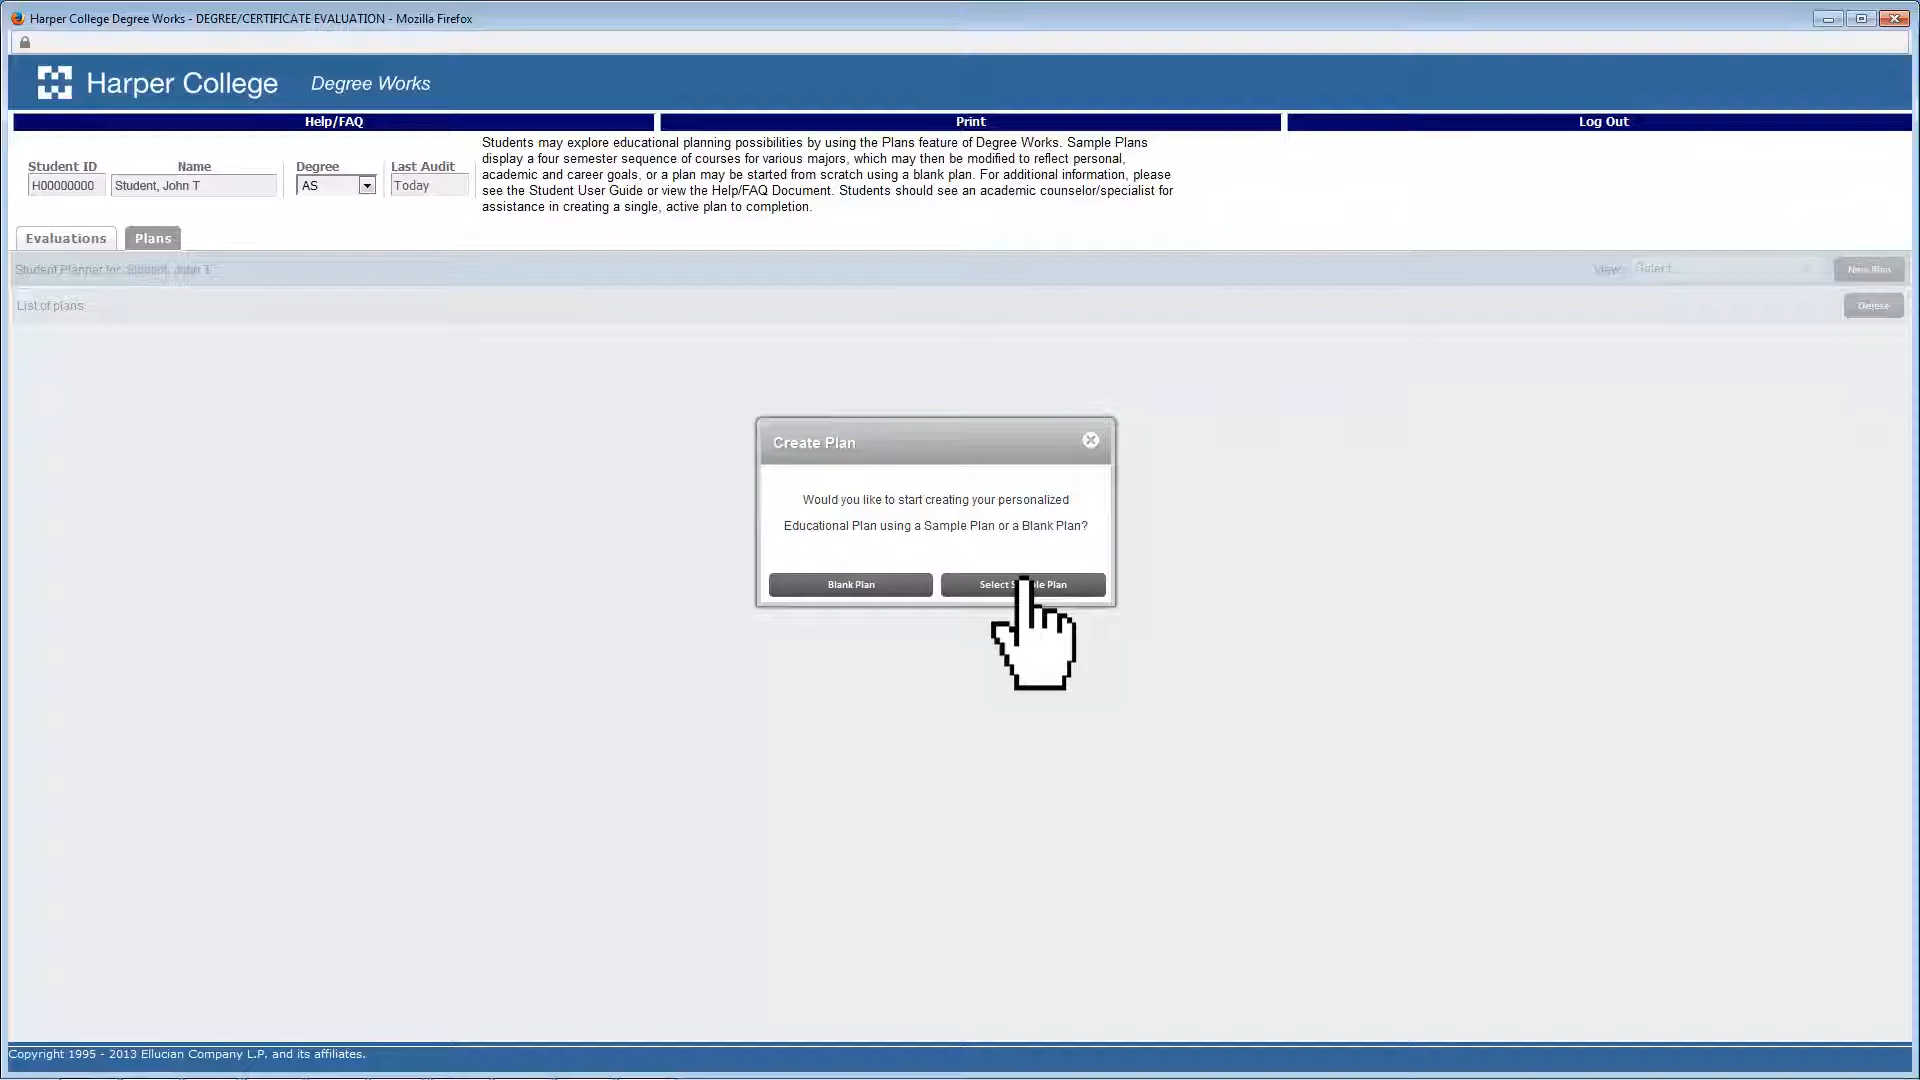 Harper College Degree Works - DEGREE/CERTIFICATE EVALUATION - Mozilla Firefox
Harper College Degree Works
Help/FAQ Print Log Out
Students may explore educational planning possibilities by using the Plans feature of Degree Works. Sample Plans
display a four semester sequence of courses for various majors, which may then be modified to reflect personal,
academic and career goals, or a plan may be started from scratch using a blank plan. For additional information, please
see the Student User Guide or view the Help/FAQ Document. Students should see an academic counselor/specialist for
assistance in creating a single, active plan to completion.
Student ID Name Degree Last Audit
H00000000 Student, John T AS Today
Evaluations Plans
Student Planner for: Student, John T View: Select... New Plan
List of plans Delete
Create Plan
Would you like to start creating your personalized
Educational Plan using a Sample Plan or a Blank Plan?
Blank Plan Select Plan
Copyright 1995 - 2013 Ellucian Company L.P. and its affiliates.